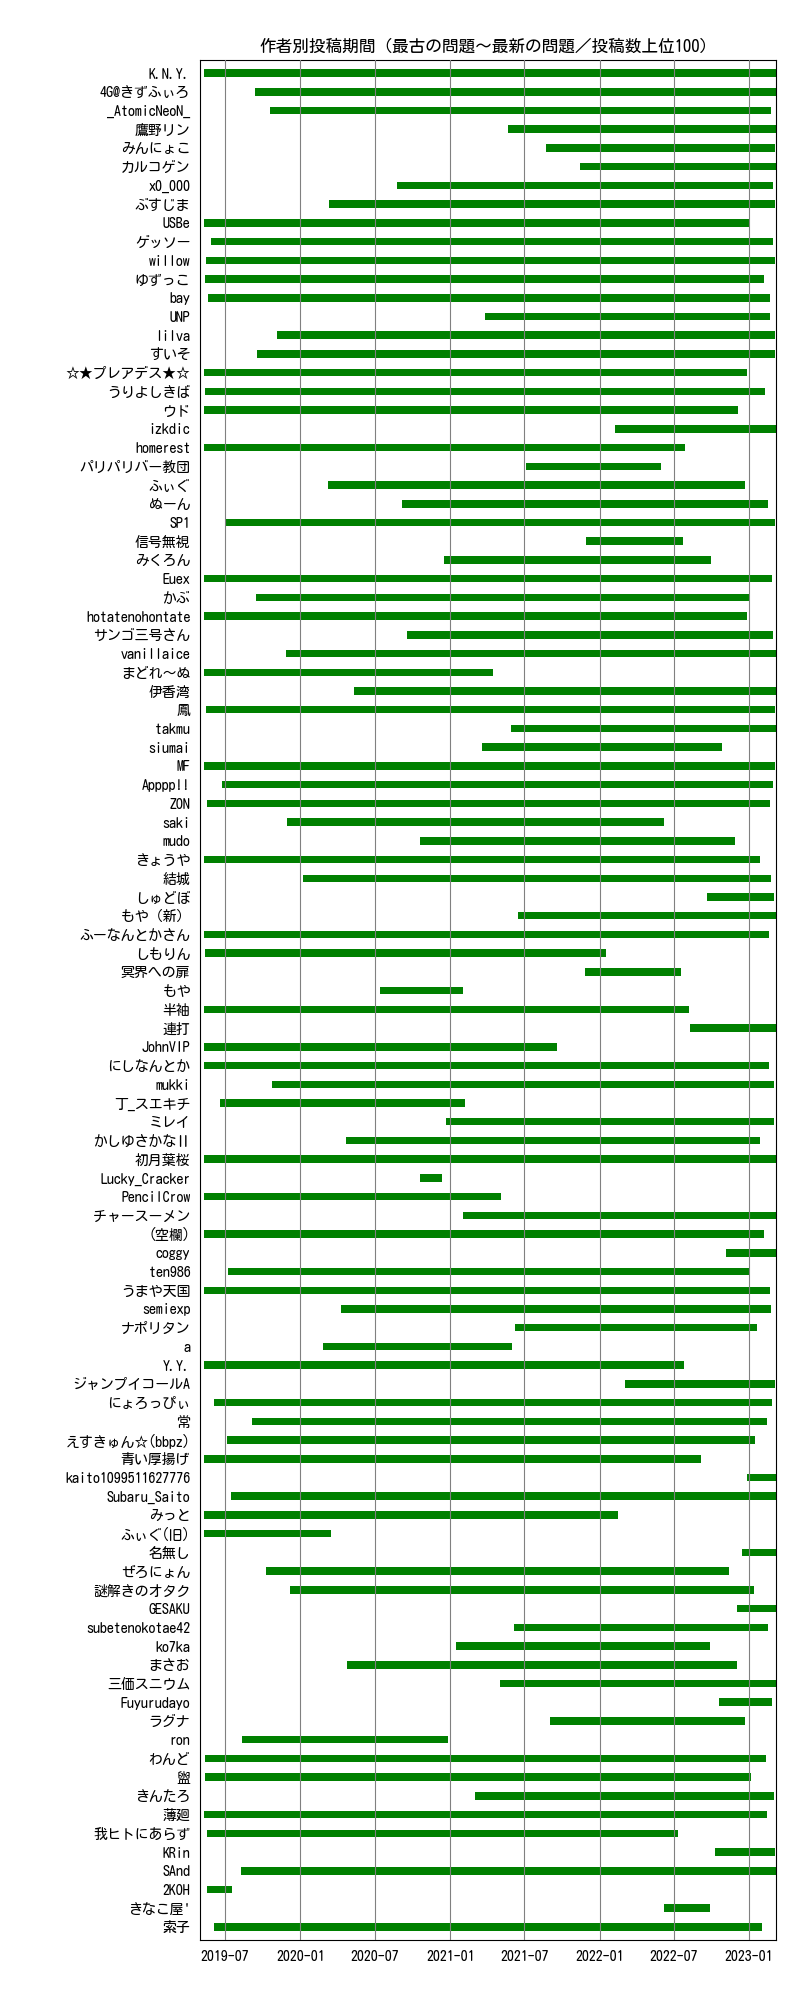 作者別投稿期間（最古の問題～最新の問題／投稿数上位100）
K.N.Y.
4G@きずふぃろ
_AtomicNeoN_
鷹野リン
みんにょこ
カルコゲン
x0_000
ぶすじま
USBe
ゲッソー
willow
ゆずっこ
bay
UNP
lilva
すいそ
☆★プレアデス★☆
うりよしきば
ウド
izkdic
homerest
パリパリバー教団
ふぃぐ
ぬーん
SP1
信号無視
みくろん
Euex
かぶ
hotatenohontate
サンゴ三号さん
vanillaice
まどれ～ぬ
伊香湾
鳳
takmu
siumai
MF
AppppII
ZON
saki
mudo
きょうや
結城
しゅどぼ
もや（新）
ふーなんとかさん
しもりん
冥界への扉
もや
半袖
連打
JohnVIP
にしなんとか
mukki
丁_スエキチ
ミレイ
かしゆさかなII
初月葉桜
Lucky_Cracker
PencilCrow
チャースーメン
(空欄)
coggy
ten986
うまや天国
semiexp
ナポリタン
a
Y.Y.
ジャンプイコールA
にょろっぴぃ
常
えすきゅん☆(bbpz)
青い厚揚げ
kaito1099511627776
Subaru_Saito
みっと
ふぃぐ(旧)
名無し
ぜろにょん
謎解きのオタク
GESAKU
subetenokotae42
ko7ka
まさお
三価スニウム
Fuyurudayo
ラグナ
ron
わんど
盥
きんたろ
薄廻
我ヒトにあらず
KRin
SAnd
2KOH
きなこ屋'
索子
2019-07 2020-01 2020-07 2021-01 2021-07 2022-01 2022-07 2023-01